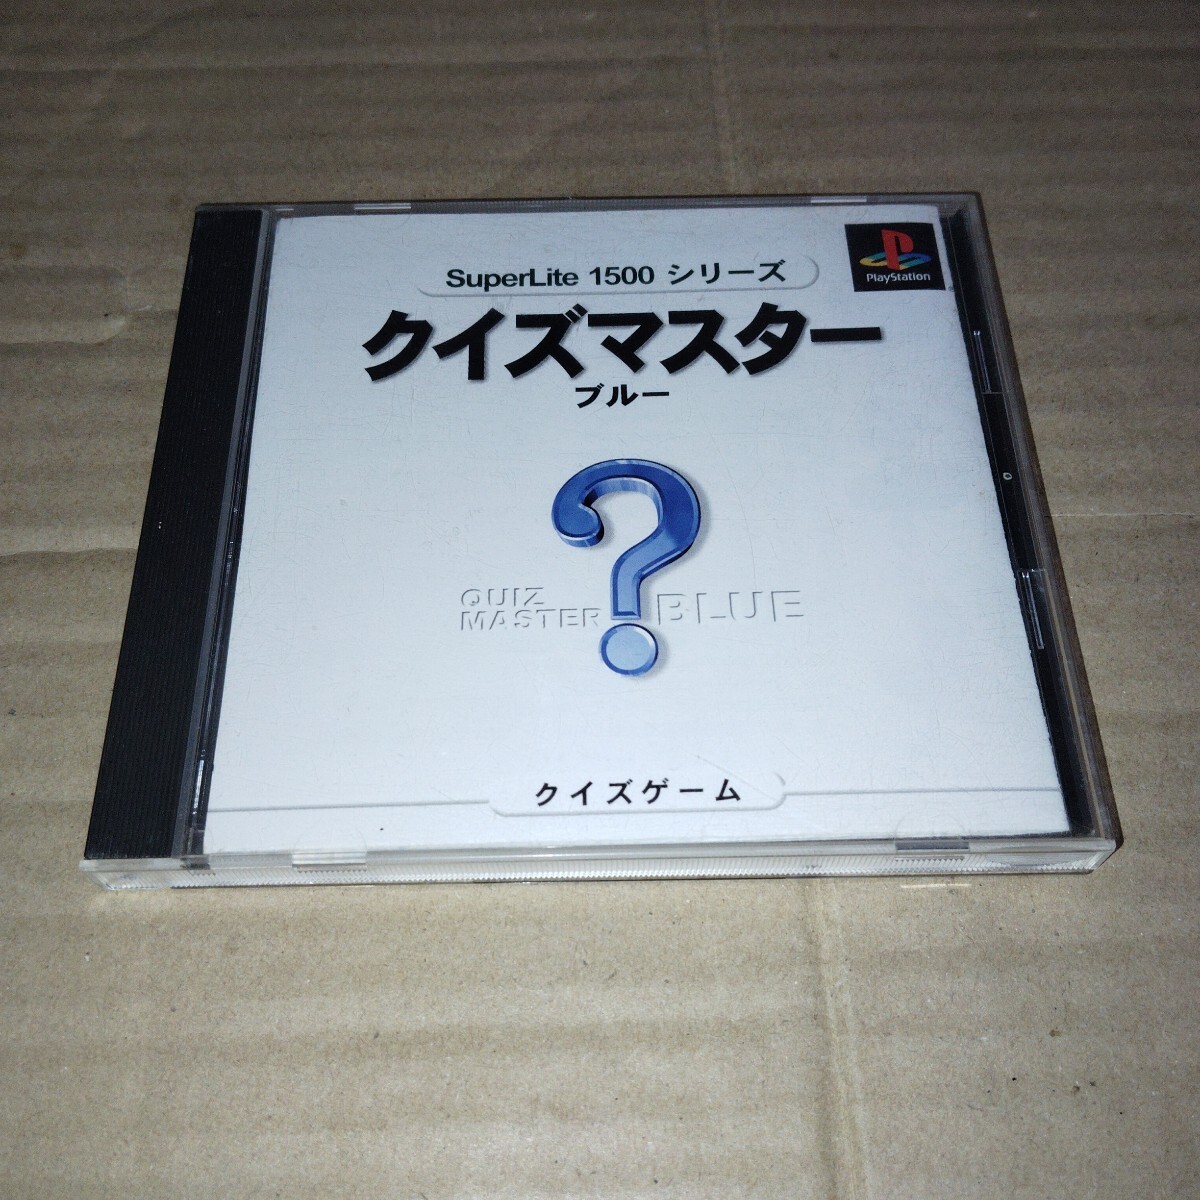 SuperLite 1500 シリーズ
PlayStation
クイズマスター
ブルー
QUIZ
MASTER
BLUE
クイズゲーム